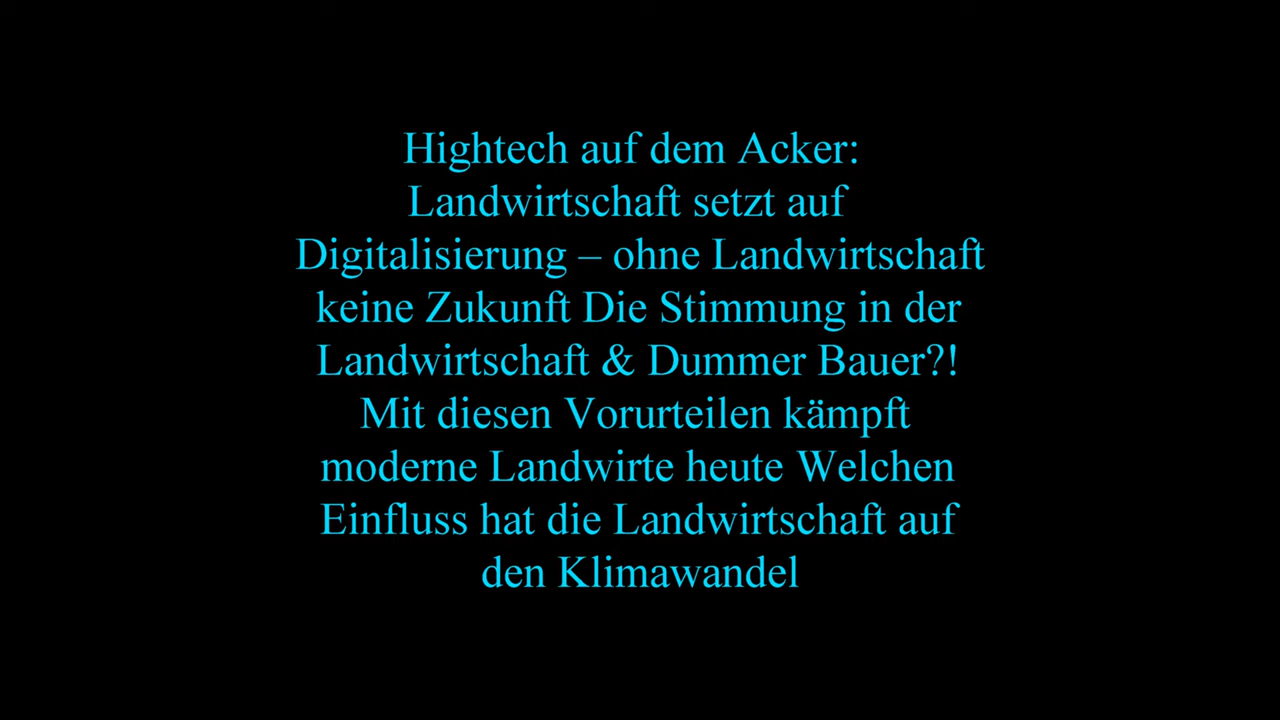 Hightech auf dem Acker:
Landwirtschaft setzt auf
Digitalisierung – ohne Landwirtschaft
keine Zukunft Die Stimmung in der
Landwirtschaft & Dummer Bauer?!
Mit diesen Vorurteilen kämpft
moderne Landwirte heute Welchen
Einfluss hat die Landwirtschaft auf
den Klimawandel